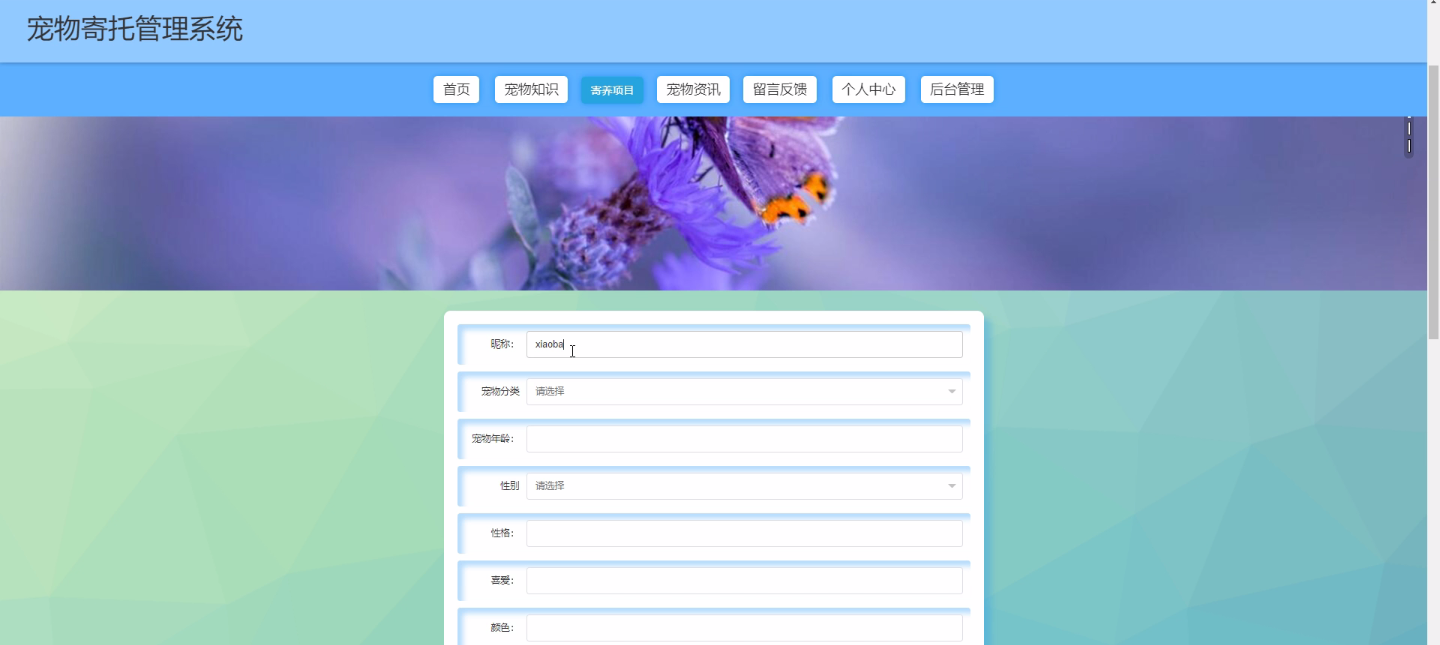 宠物寄托管理系统
首页 宠物知识 寄养项目 宠物资讯 留言反馈 个人中心 后台管理
昵称： xiaoba
宠物分类 请选择
宠物年龄：
性别 请选择
性格：
喜爱：
颜色：